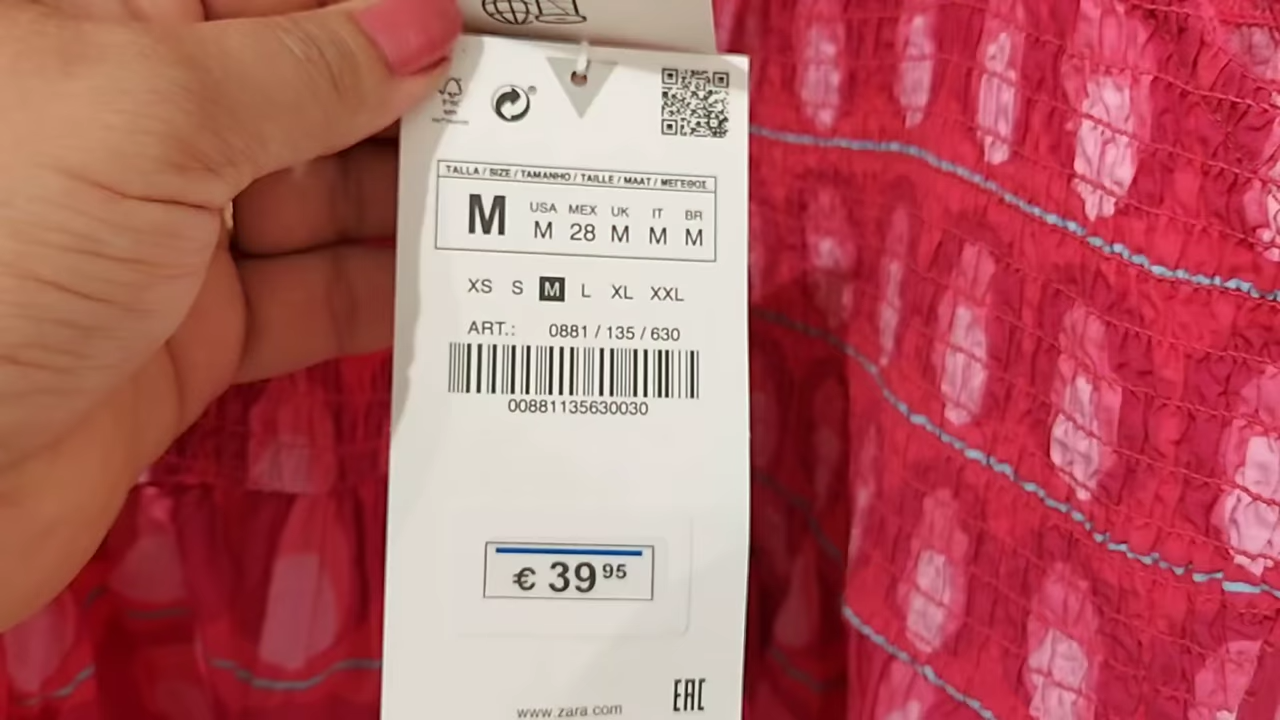 TALLA / SIZE / TAMANHO / TAILLE / MAAT / ΜΕΓΕΘΟΣ
M
USA MEX UK IT BR
M 28 M M M
XS S M L XL XXL
ART.: 0881 / 135 / 630
00881135630030
€ 39 95
EAC
www.zara.com